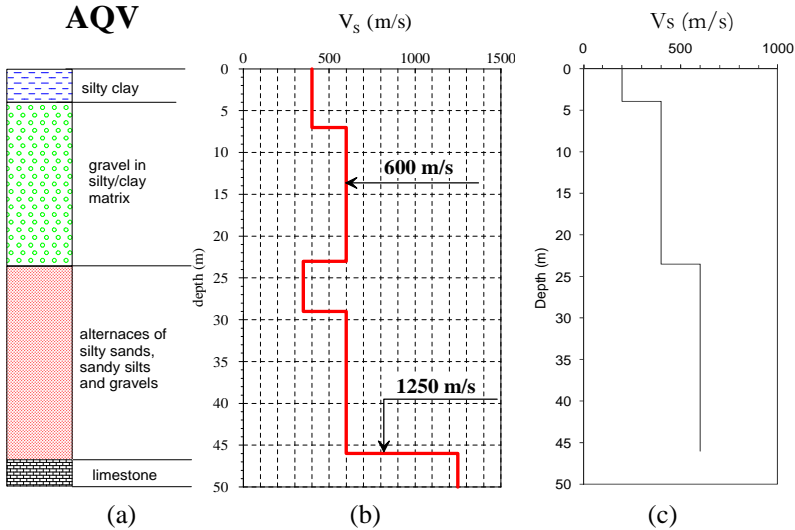 AQV
silty clay
gravel in
silty/clay
matrix
alternaces of
silty sands,
sandy silts
and gravels
limestone
(a)
Vs (m/s)
0 500 1000 1500
0
5
10
15
20
25
30
35
40
45
50
depth (m)
600 m/s
1250 m/s
(b)
Vs (m/s)
0 500 1000
0
5
10
15
20
25
30
35
40
45
50
Depth (m)
(c)